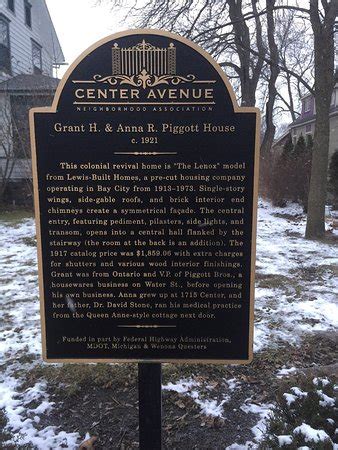 CENTER AVENUE
NEIGHBORHOOD ASSOCIATION
Grant H. & Anna R. Piggott House
c. 1921
This colonial revival home is "The Lenox" model
from Lewis-Built Homes, a pre-cut housing company
operating in Bay City from 1913-1973. Single-story
wings, side-gable roofs, and brick interior end
chimneys create a symmetrical façade. The central
entry, featuring pediment, pilasters, side lights, and
transom, opens into a central hall flanked by the
stairway (the room at the back is an addition). The
1917 catalog price was $1,859.06 with extra charges
for shutters and various wood interior finishings.
Grant was from Ontario and V.P. of Piggott Bros., a
housewares business on Water St., before opening
his own business. Anna grew up at 1715 Center, and
her father, Dr. David Stone, ran his medical practice
from the Queen Anne-style cottage next door.
Funded in part by Federal Highway Administration,
MDOT, Michigan & Wenona Questers